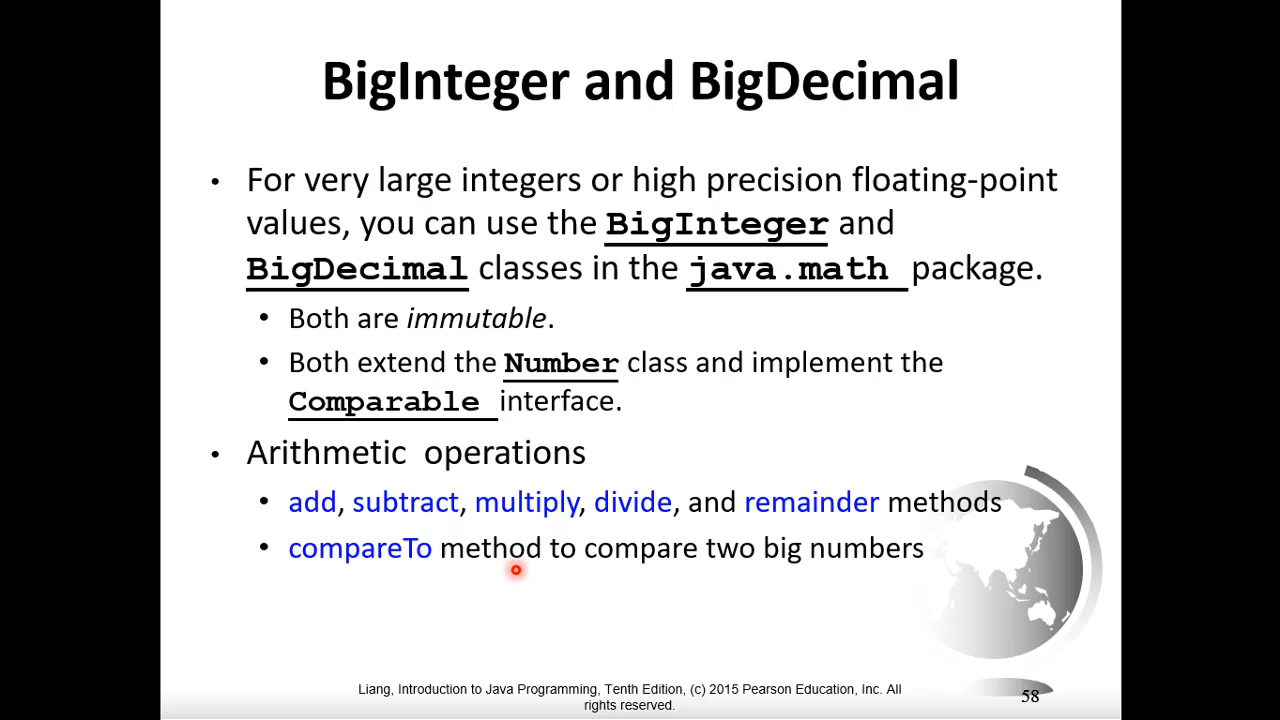 BigInteger and BigDecimal
• For very large integers or high precision floating-point
values, you can use the BigInteger and
BigDecimal classes in the java.math package.
• Both are immutable.
• Both extend the Number class and implement the
Comparable interface.
• Arithmetic operations
• add, subtract, multiply, divide, and remainder methods
• compareTo method to compare two big numbers
Liang, Introduction to Java Programming, Tenth Edition, (c) 2015 Pearson Education, Inc. All
rights reserved.
58